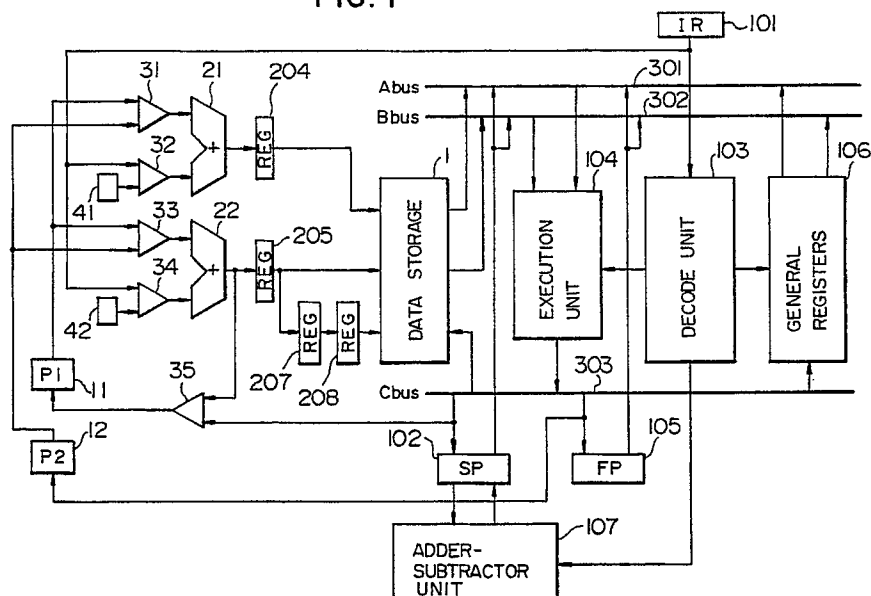 FIG. 1
IR
101
31
21
204
Abus
301
Bbus
302
REG
32
+
1
104
103
106
41
33
22
205
DATA STORAGE
EXECUTION UNIT
DECODE UNIT
GENERAL REGISTERS
REG
+
34
42
REG
REG
207
208
P1
11
35
Cbus
303
12
P2
102
SP
FP
105
107
ADDER-
SUBTRACTOR
UNIT